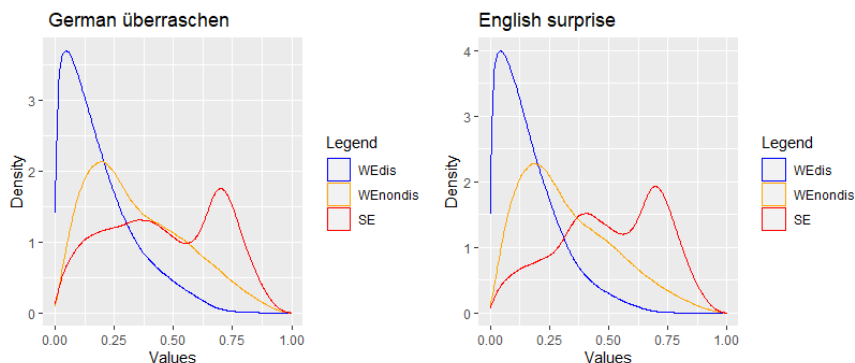 German überraschen
Density
3
2
1
0
0.00 0.25 0.50 0.75 1.00
Values
Legend
WEdis
WEnondis
SE
English surprise
Density
4
3
2
1
0
0.00 0.25 0.50 0.75 1.00
Values
Legend
WEdis
WEnondis
SE